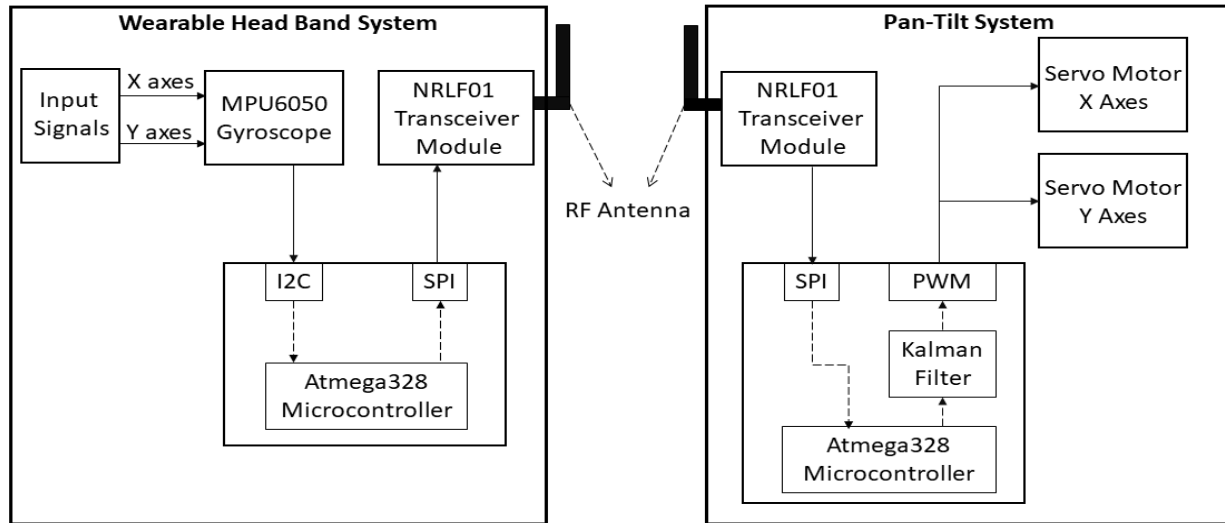 Wearable Head Band System
Input
Signals
X axes
Y axes
MPU6050
Gyroscope
NRLF01
Transceiver
Module
I2C
SPI
Atmega328
Microcontroller
RF Antenna
Pan-Tilt System
NRLF01
Transceiver
Module
Servo Motor
X Axes
Servo Motor
Y Axes
SPI
PWM
Kalman
Filter
Atmega328
Microcontroller